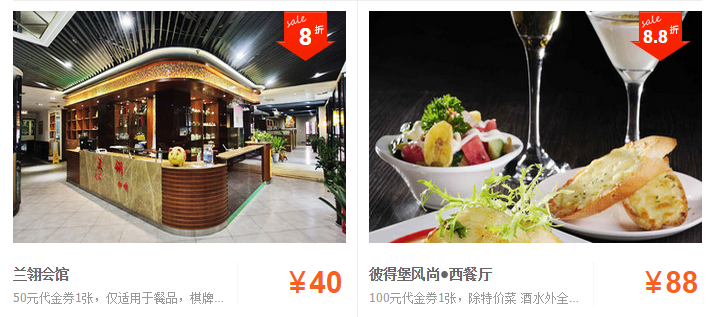 sale
8折
sale
8.8折
兰翎会馆
¥40
50元代金券1张，仅适用于餐品，棋牌...
彼得堡风尚●西餐厅
¥88
100元代金券1张，除特价菜 酒水外全...